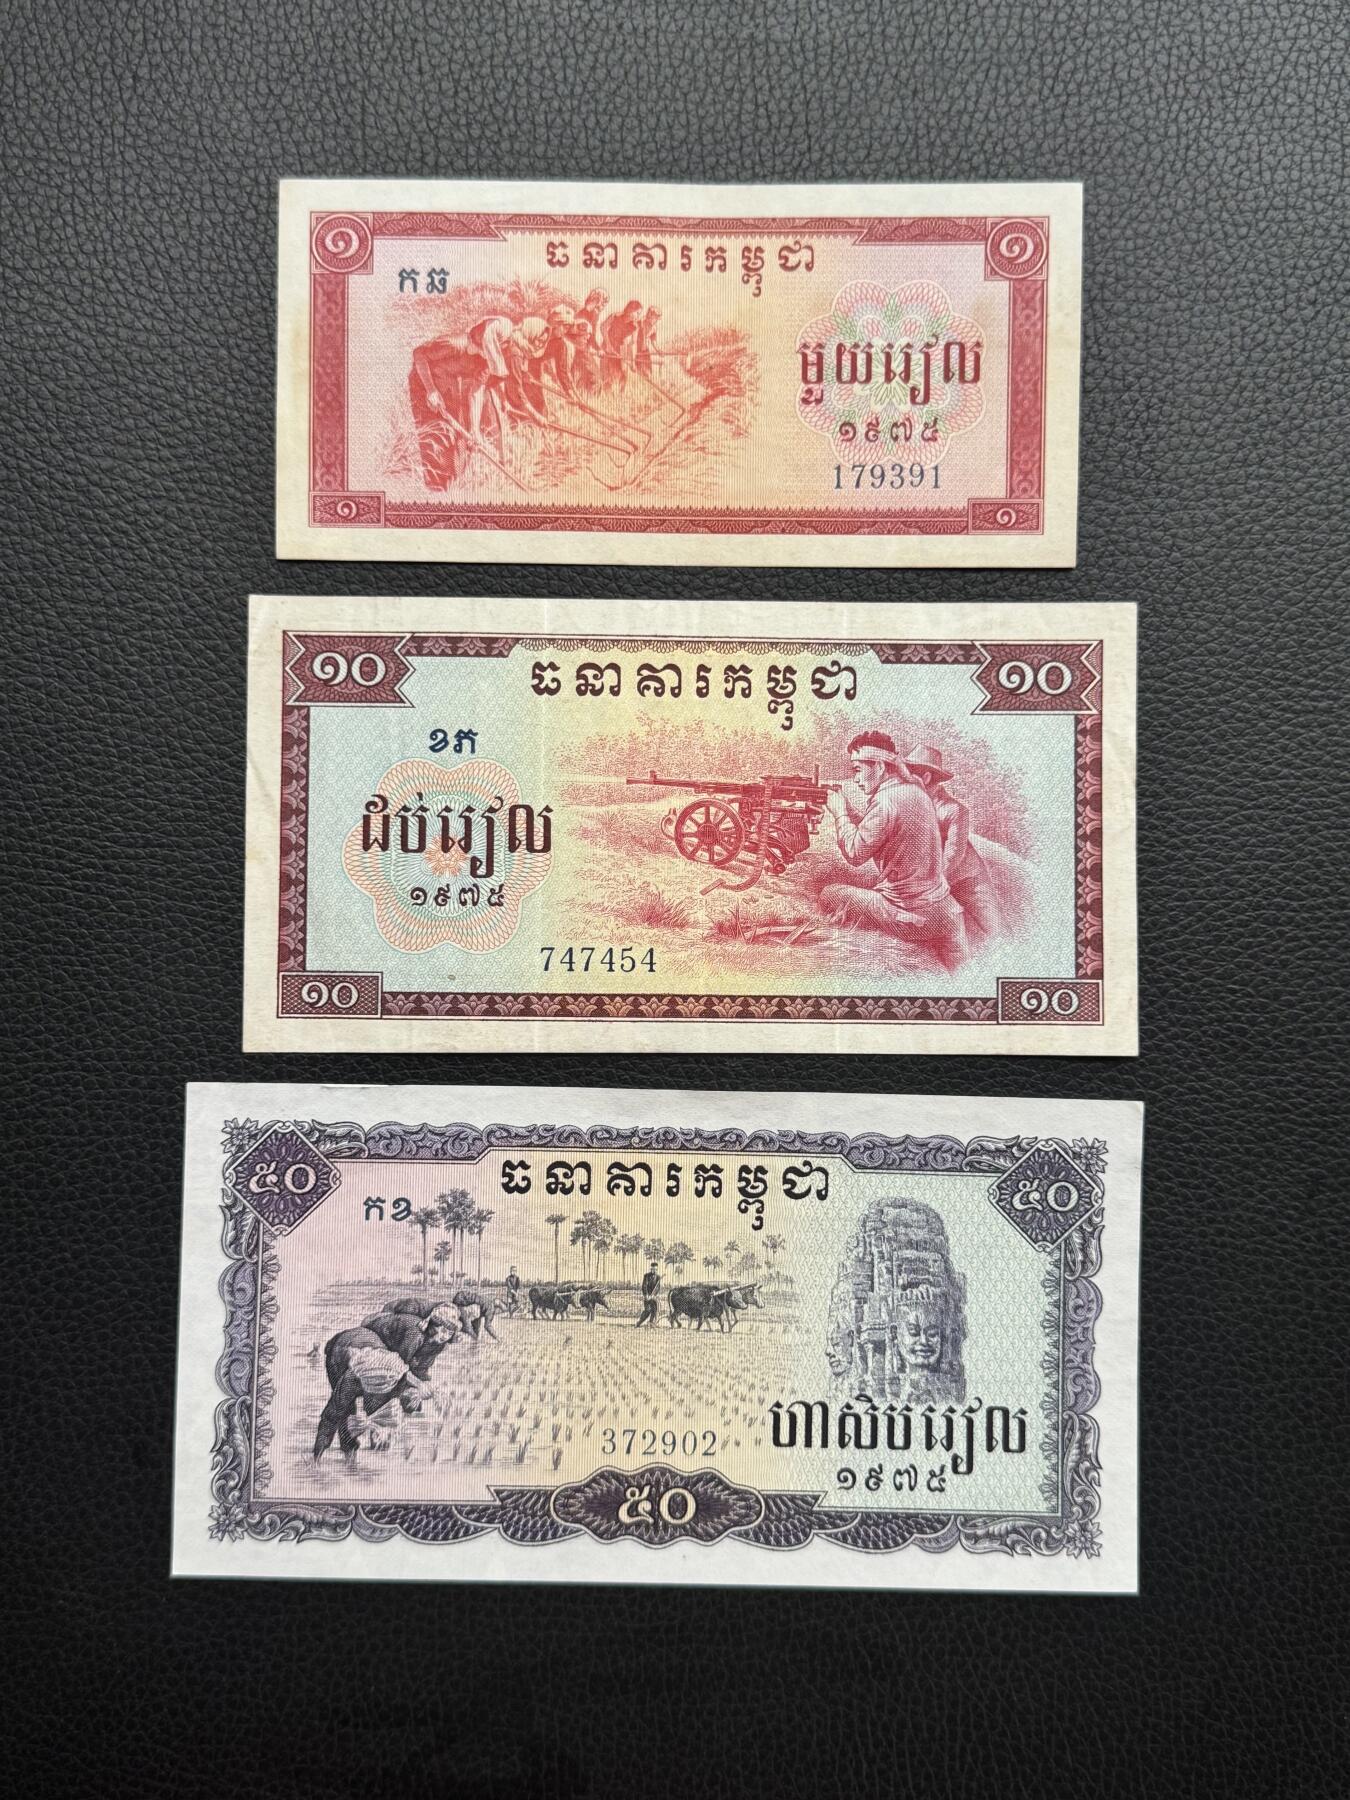 ១ ១
ធនាគារកម្ពុជា
កឆ
មួយរៀល
១៩៧៥
179391
១ ១
១០ ១០
ធនាគារកម្ពុជា
ខភ
ដប់រៀល
១៩៧៥
747454
១០ ១០
៥០ ៥០
ធនាគារកម្ពុជា
កខ
372902
ហាសិបរៀល
១៩៧៥
៥០